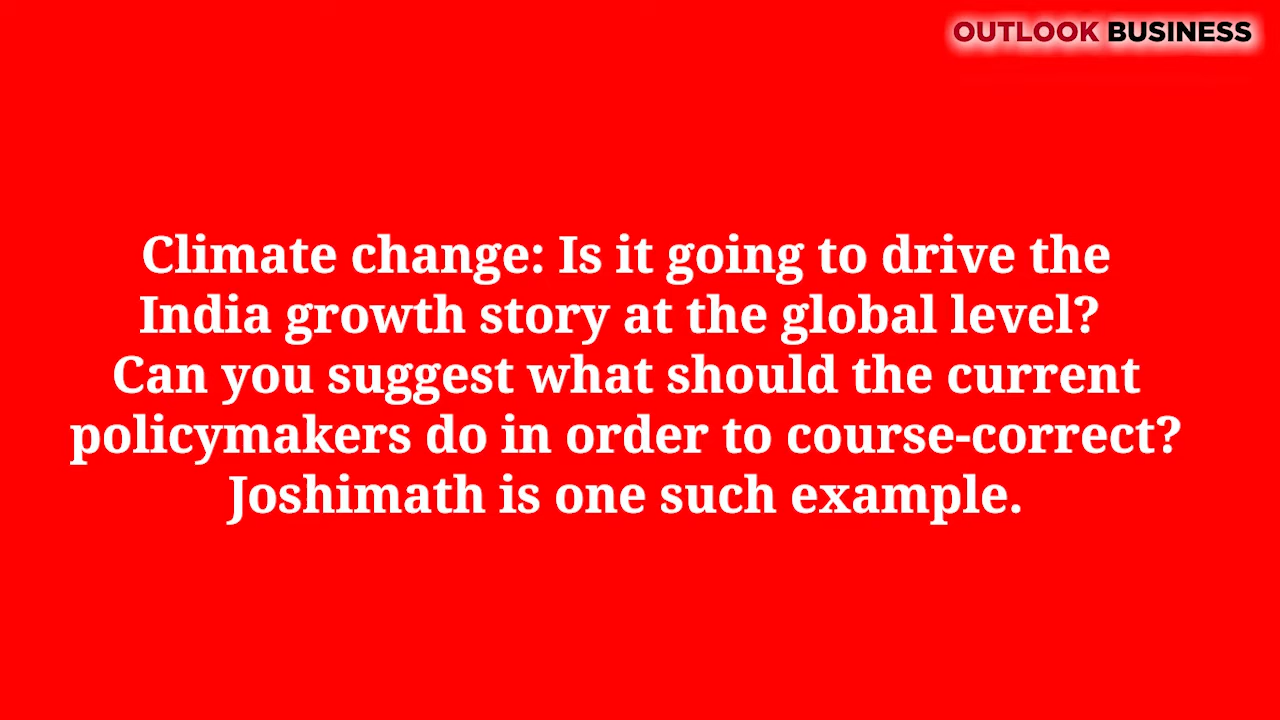 OUTLOOK BUSINESS
Climate change: Is it going to drive the
India growth story at the global level?
Can you suggest what should the current
policymakers do in order to course-correct?
Joshimath is one such example.